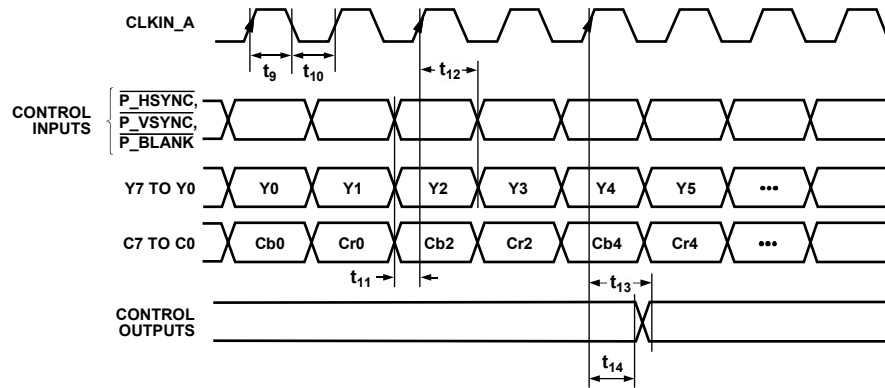 CLKIN_A
t9
t10
t12
CONTROL
INPUTS
P_HSYNC,
P_VSYNC,
P_BLANK
Y7 TO Y0
Y0
Y1
Y2
Y3
Y4
Y5
•••
C7 TO C0
Cb0
Cr0
Cb2
Cr2
Cb4
Cr4
•••
t11
t13
CONTROL
OUTPUTS
t14